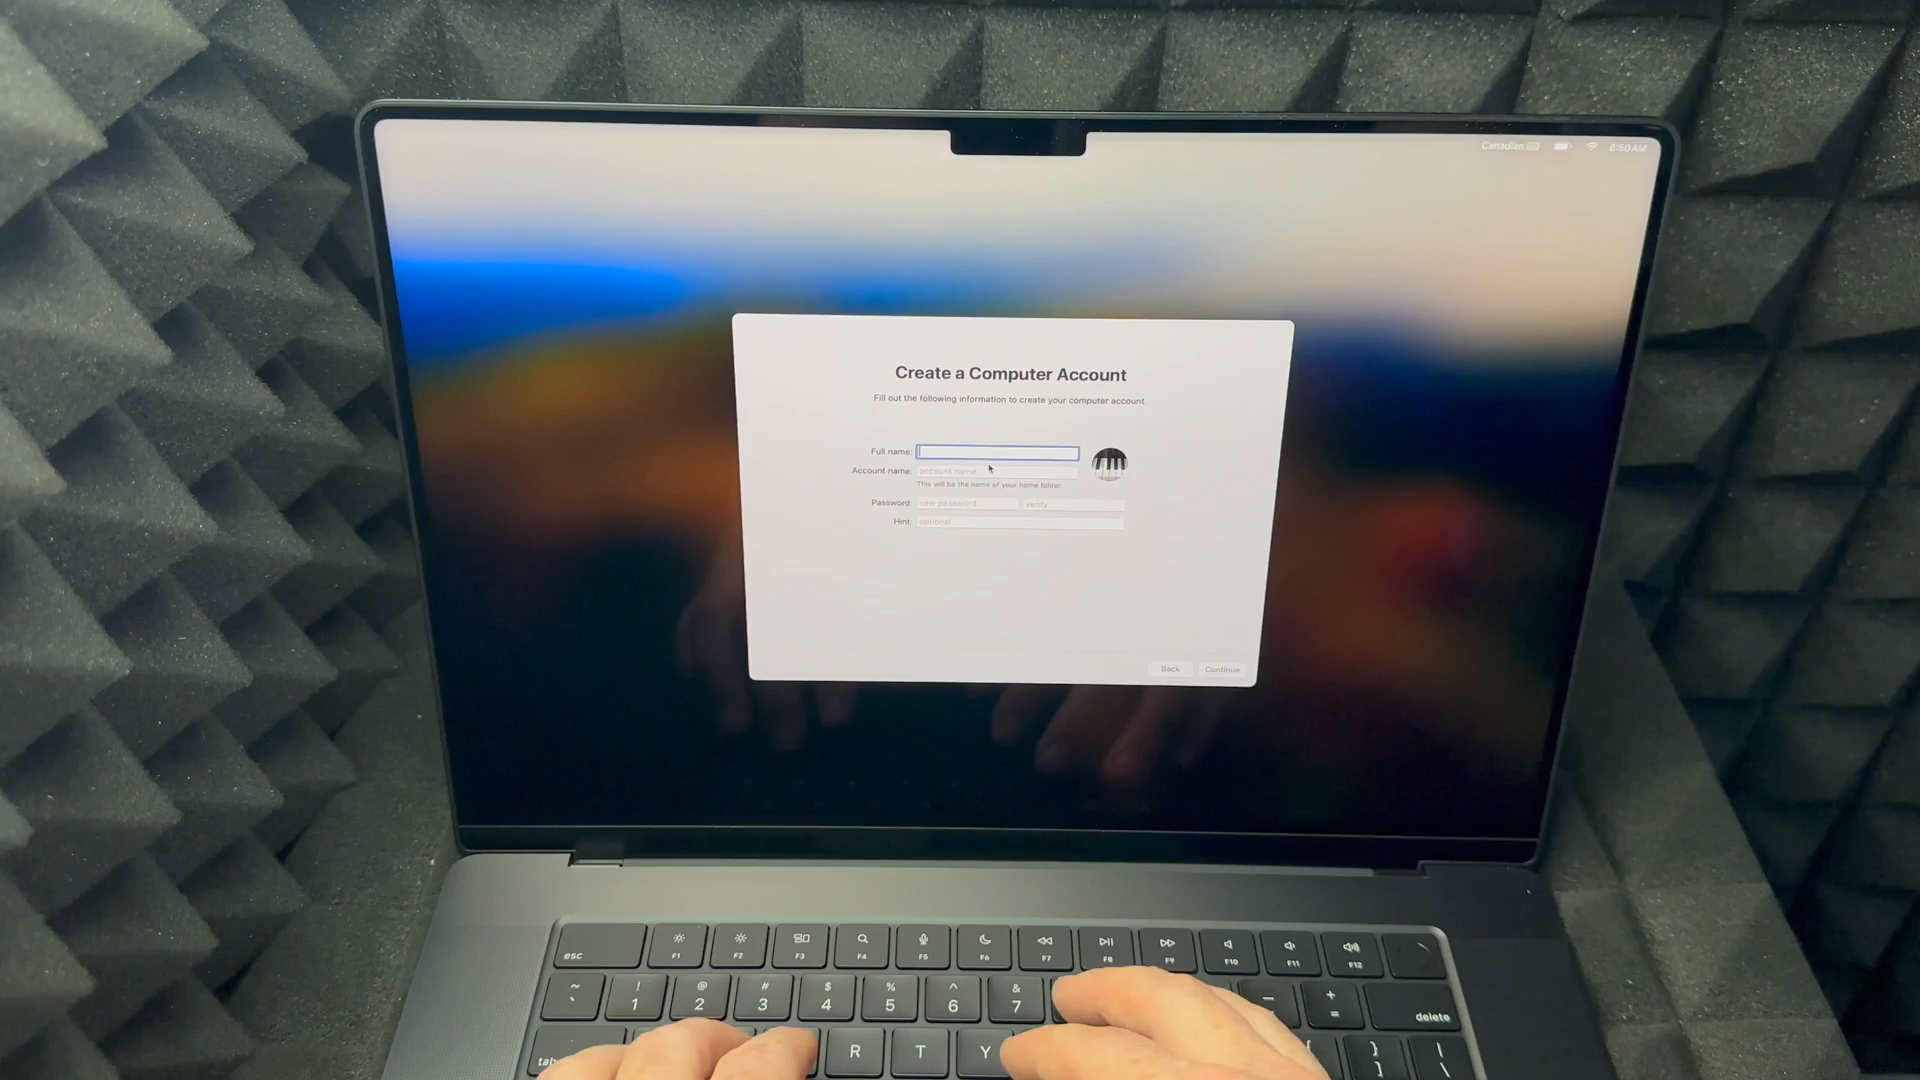 Canadian 6:50 AM
Create a Computer Account
Fill out the following information to create your computer account
Full name:
Account name: account name
This will be the name of your home folder
Password: new password verify
Hint: optional
Back Continue
esc F1 F2 F3 F4 F5 F6 F7 F8 F9 F10 F11 F12
~ ! @ # $ % ^ & _ +
` 1 2 3 4 5 6 7 - = delete
tab R T Y { [ } ] | \